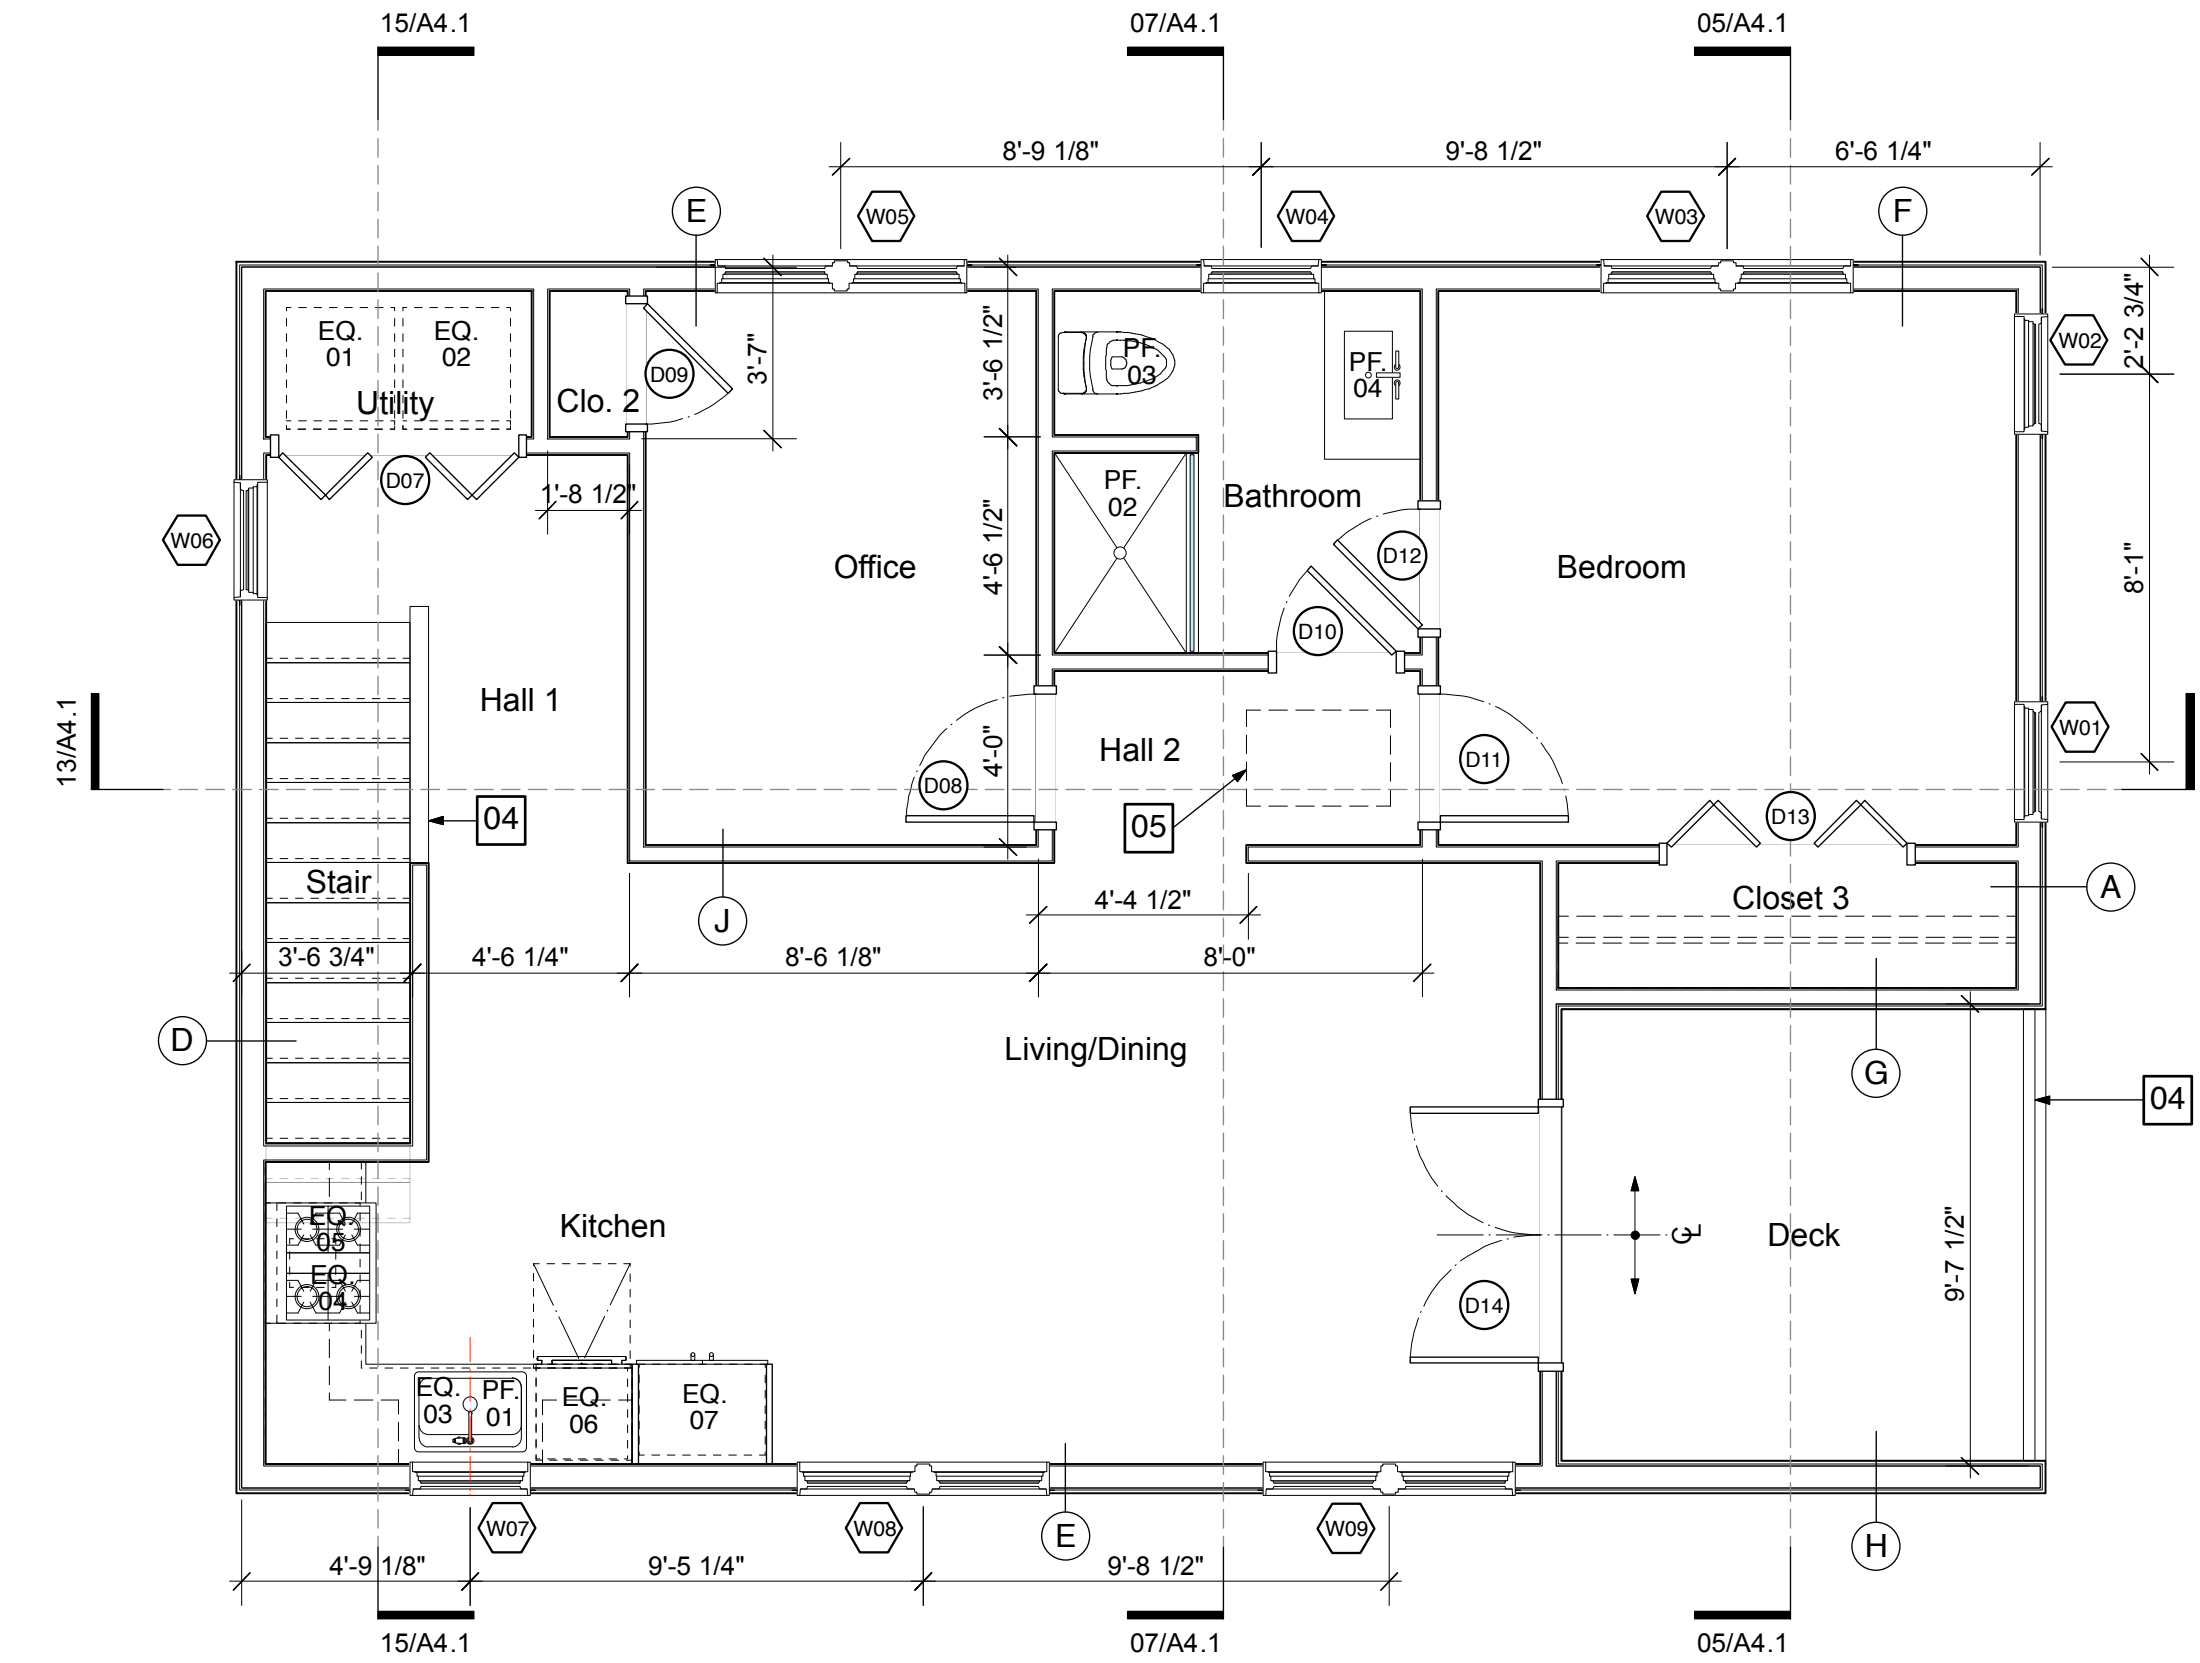 15/A4.1
07/A4.1
05/A4.1
8'-9 1/8"
9'-8 1/2"
6'-6 1/4"
E
W05
W04
W03
F
EQ.
01
EQ.
02
Utility
Clo. 2
D09
3'-7"
3'-6 1/2"
PF.
03
PF.
04
W02
2'-2 3/4"
D07
1'-8 1/2"
PF.
02
Bathroom
W06
Office
4'-6 1/2"
D12
Bedroom
8'-1"
D10
13/A4.1
Hall 1
4'-0"
Hall 2
D11
W01
D08
04
05
D13
Stair
J
4'-4 1/2"
Closet 3
A
3'-6 3/4"
4'-6 1/4"
8'-6 1/8"
8'-0"
D
Living/Dining
G
04
EQ.
05
EQ.
04
Kitchen
CL
Deck
9'-7 1/2"
D14
EQ.
03
PF.
01
EQ.
06
EQ.
07
W07
W08
E
W09
H
4'-9 1/8"
9'-5 1/4"
9'-8 1/2"
15/A4.1
07/A4.1
05/A4.1